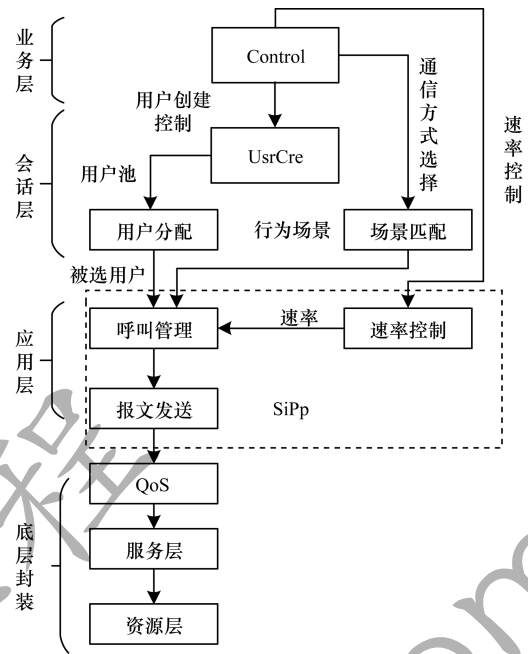 业务层
Control
用户创建
控制
通信方式选择
速率控制
会话层
UsrCre
用户池
用户分配
行为场景
场景匹配
被选用户
应用层
呼叫管理
速率
速率控制
报文发送
SiPp
底层封装
QoS
服务层
资源层
程
om